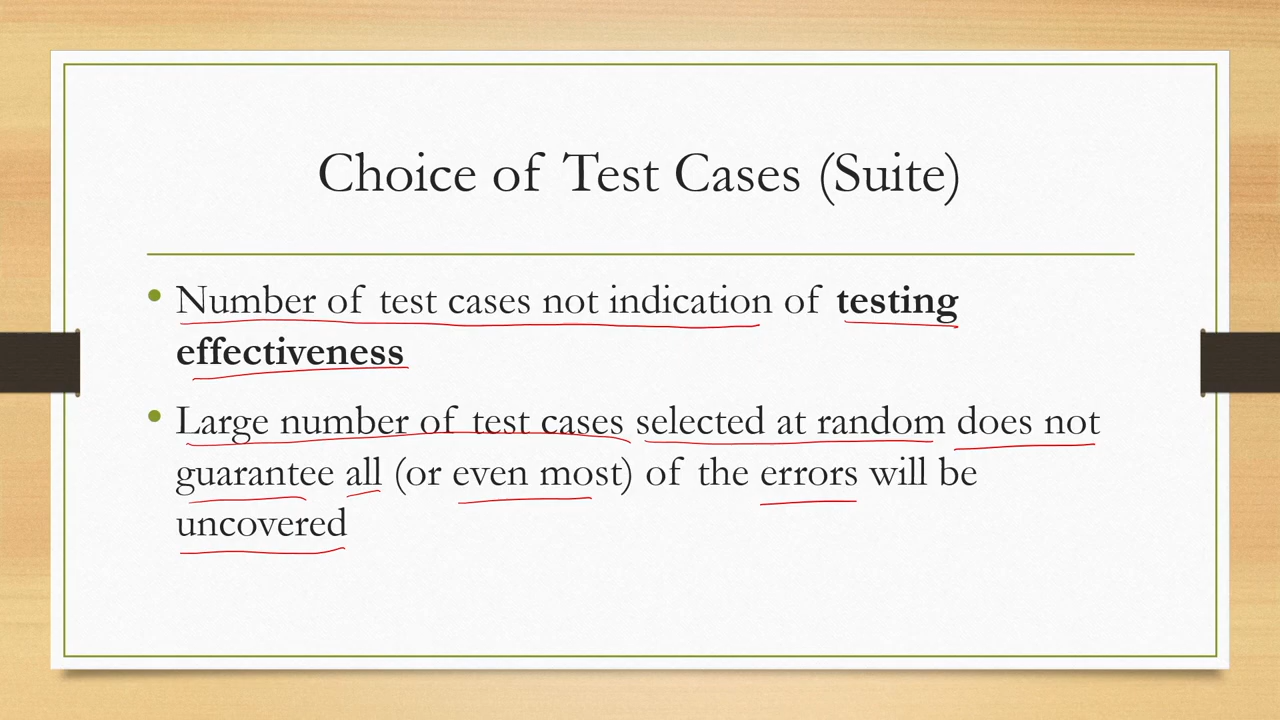 Choice of Test Cases (Suite)
• Number of test cases not indication of testing
effectiveness
• Large number of test cases selected at random does not
guarantee all (or even most) of the errors will be
uncovered